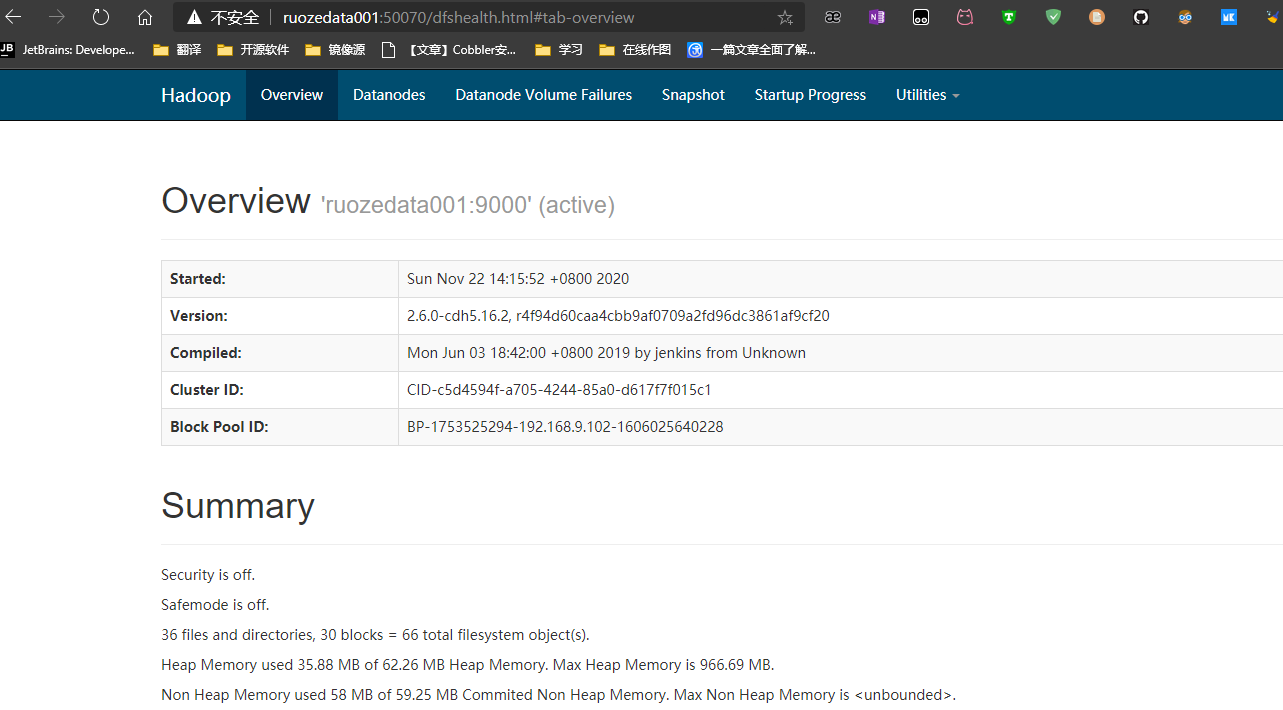 不安全 ruozedata001:50070/dfshealth.html#tab-overview
JetBrains: Develope... 翻译 开源软件 镜像源 【文章】Cobbler安... 学习 在线作图 一篇文章全面了解...
Hadoop Overview Datanodes Datanode Volume Failures Snapshot Startup Progress Utilities
Overview 'ruozedata001:9000' (active)
Started: Sun Nov 22 14:15:52 +0800 2020
Version: 2.6.0-cdh5.16.2, r4f94d60caa4cbb9af0709a2fd96dc3861af9cf20
Compiled: Mon Jun 03 18:42:00 +0800 2019 by jenkins from Unknown
Cluster ID: CID-c5d4594f-a705-4244-85a0-d617f7f015c1
Block Pool ID: BP-1753525294-192.168.9.102-1606025640228
Summary
Security is off.
Safemode is off.
36 files and directories, 30 blocks = 66 total filesystem object(s).
Heap Memory used 35.88 MB of 62.26 MB Heap Memory. Max Heap Memory is 966.69 MB.
Non Heap Memory used 58 MB of 59.25 MB Commited Non Heap Memory. Max Non Heap Memory is <unbounded>.